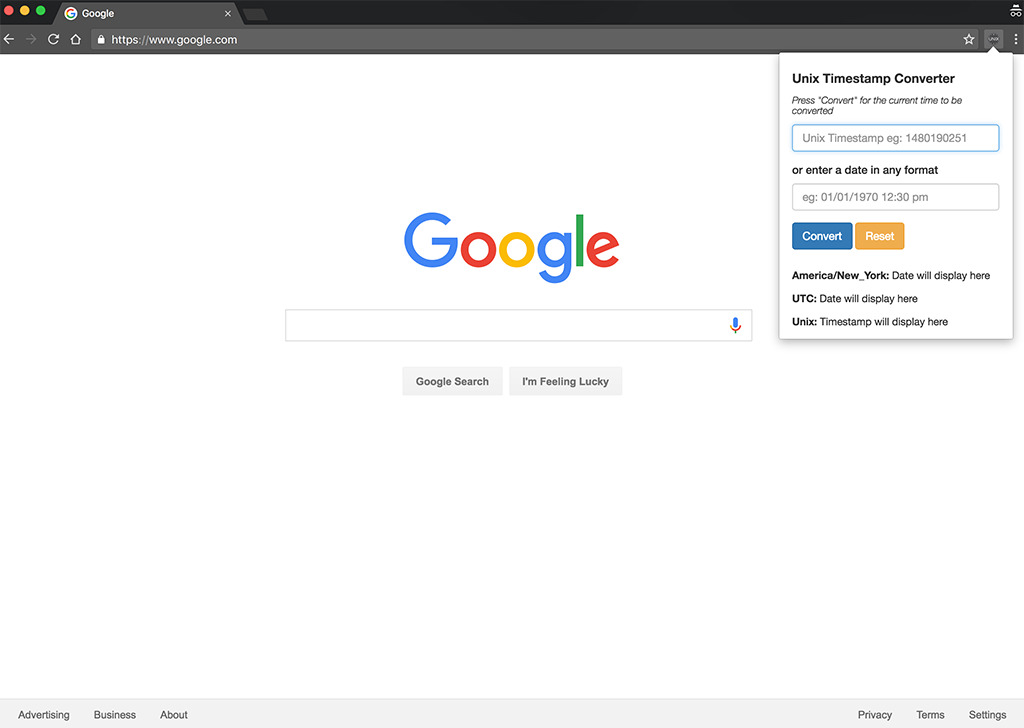 Google
https://www.google.com
UNIX
Unix Timestamp Converter
Press "Convert" for the current time to be
converted
Unix Timestamp eg: 1480190251
or enter a date in any format
eg: 01/01/1970 12:30 pm
Convert Reset
America/New_York: Date will display here
UTC: Date will display here
Unix: Timestamp will display here
Google
Google Search I'm Feeling Lucky
Advertising Business About Privacy Terms Settings